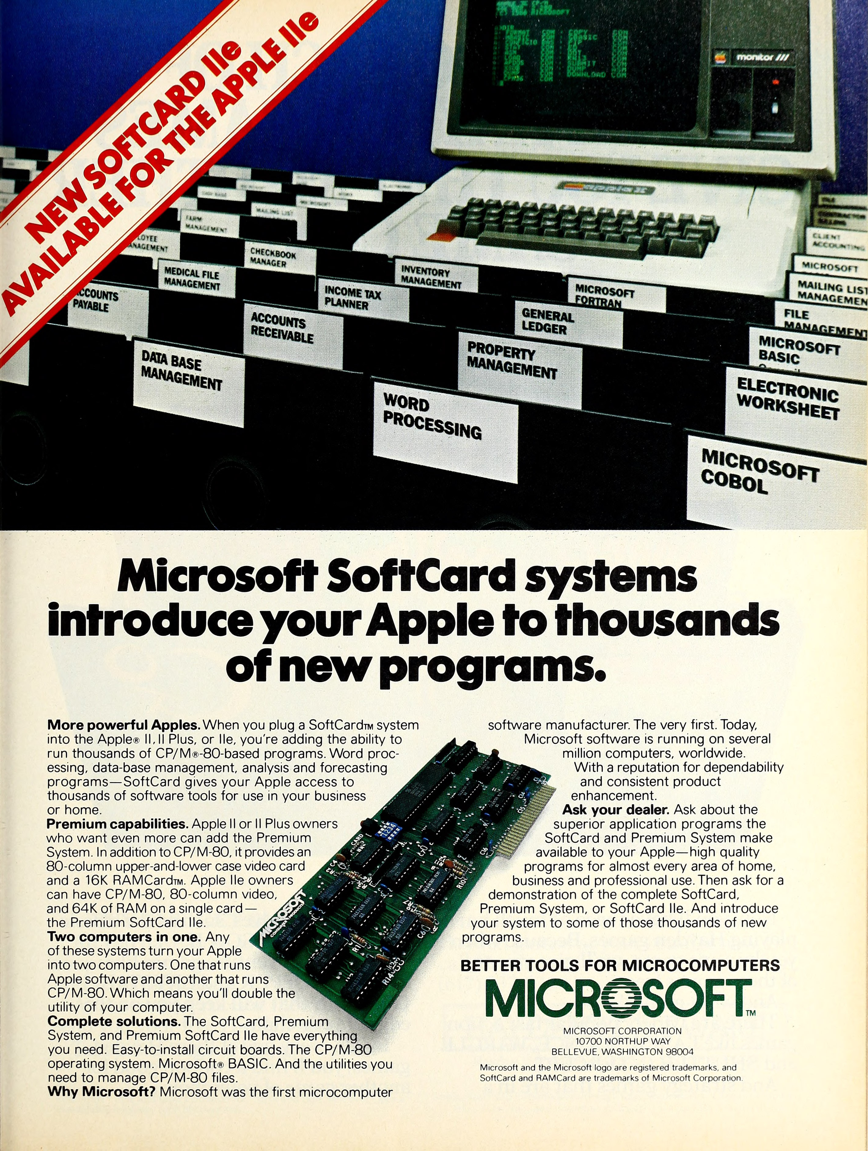 NEW SOFTCARD IIe
AVAILABLE FOR THE APPLE IIe
monitor ///
DOWNLOAD COM
MAILING LIST
MICROSOFT
FARM
MANAGEMENT
CHECKBOOK
MANAGER
MEDICAL FILE
MANAGEMENT
INVENTORY
MANAGEMENT
INCOME TAX
PLANNER
MICROSOFT
FORTRAN
CLIENT
ACCOUNTING
MICROSOFT
MAILING LIST
MANAGEMEN
FILE
MANAGEMENT
ACCOUNTS
PAYABLE
ACCOUNTS
RECEIVABLE
GENERAL
LEDGER
PROPERTY
MANAGEMENT
MICROSOFT
BASIC
DATA BASE
MANAGEMENT
WORD
PROCESSING
ELECTRONIC
WORKSHEET
MICROSOFT
COBOL
Microsoft SoftCard systems
introduce your Apple to thousands
of new programs.
More powerful Apples. When you plug a SoftCard™ system
into the Apple® II, II Plus, or IIe, you're adding the ability to
run thousands of CP/M®-80-based programs. Word proc-
essing, data-base management, analysis and forecasting
programs—SoftCard gives your Apple access to
thousands of software tools for use in your business
or home.
Premium capabilities. Apple II or II Plus owners
who want even more can add the Premium
System. In addition to CP/M-80, it provides an
80-column upper-and-lower case video card
and a 16K RAMCard™. Apple IIe owners
can have CP/M-80, 80-column video,
and 64K of RAM on a single card—
the Premium SoftCard IIe.
Two computers in one. Any
of these systems turn your Apple
into two computers. One that runs
Apple software and another that runs
CP/M-80. Which means you'll double the
utility of your computer.
Complete solutions. The SoftCard, Premium
System, and Premium SoftCard IIe have everything
you need. Easy-to-install circuit boards. The CP/M-80
operating system. Microsoft® BASIC. And the utilities you
need to manage CP/M-80 files.
Why Microsoft? Microsoft was the first microcomputer
software manufacturer. The very first. Today,
Microsoft software is running on several
million computers, worldwide.
With a reputation for dependability
and consistent product
enhancement.
Ask your dealer. Ask about the
superior application programs the
SoftCard and Premium System make
available to your Apple—high quality
programs for almost every area of home,
business and professional use. Then ask for a
demonstration of the complete SoftCard,
Premium System, or SoftCard IIe. And introduce
your system to some of those thousands of new
programs.
MICROSOFT
BETTER TOOLS FOR MICROCOMPUTERS
MICROSOFT™
MICROSOFT CORPORATION
10700 NORTHUP WAY
BELLEVUE, WASHINGTON 98004
Microsoft and the Microsoft logo are registered trademarks, and
SoftCard and RAMCard are trademarks of Microsoft Corporation.